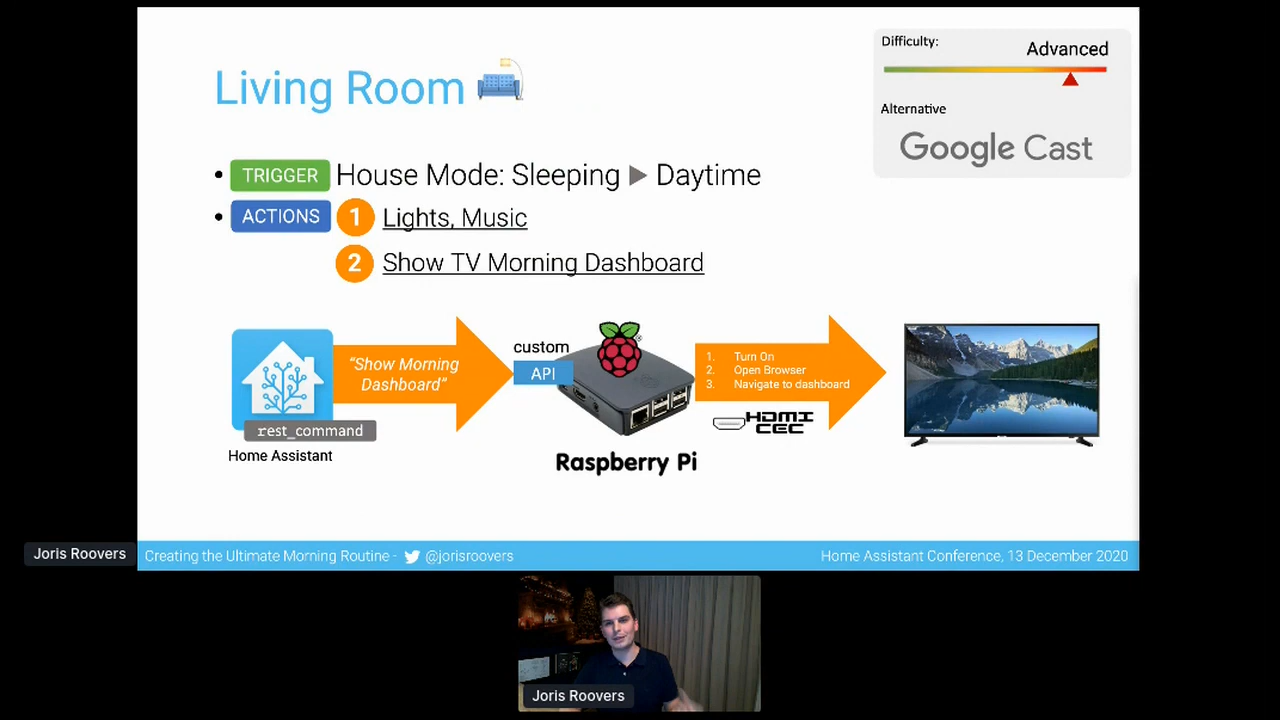 Living Room
Difficulty:
Advanced
Alternative
Google Cast
• TRIGGER House Mode: Sleeping ▶ Daytime
• ACTIONS 1 Lights, Music
2 Show TV Morning Dashboard
"Show Morning
Dashboard"
rest_command
Home Assistant
custom
API
Raspberry Pi
1. Turn On
2. Open Browser
3. Navigate to dashboard
HDMI
CEC
Joris Roovers
Creating the Ultimate Morning Routine - @jorisroovers
Home Assistant Conference, 13 December 2020
Joris Roovers